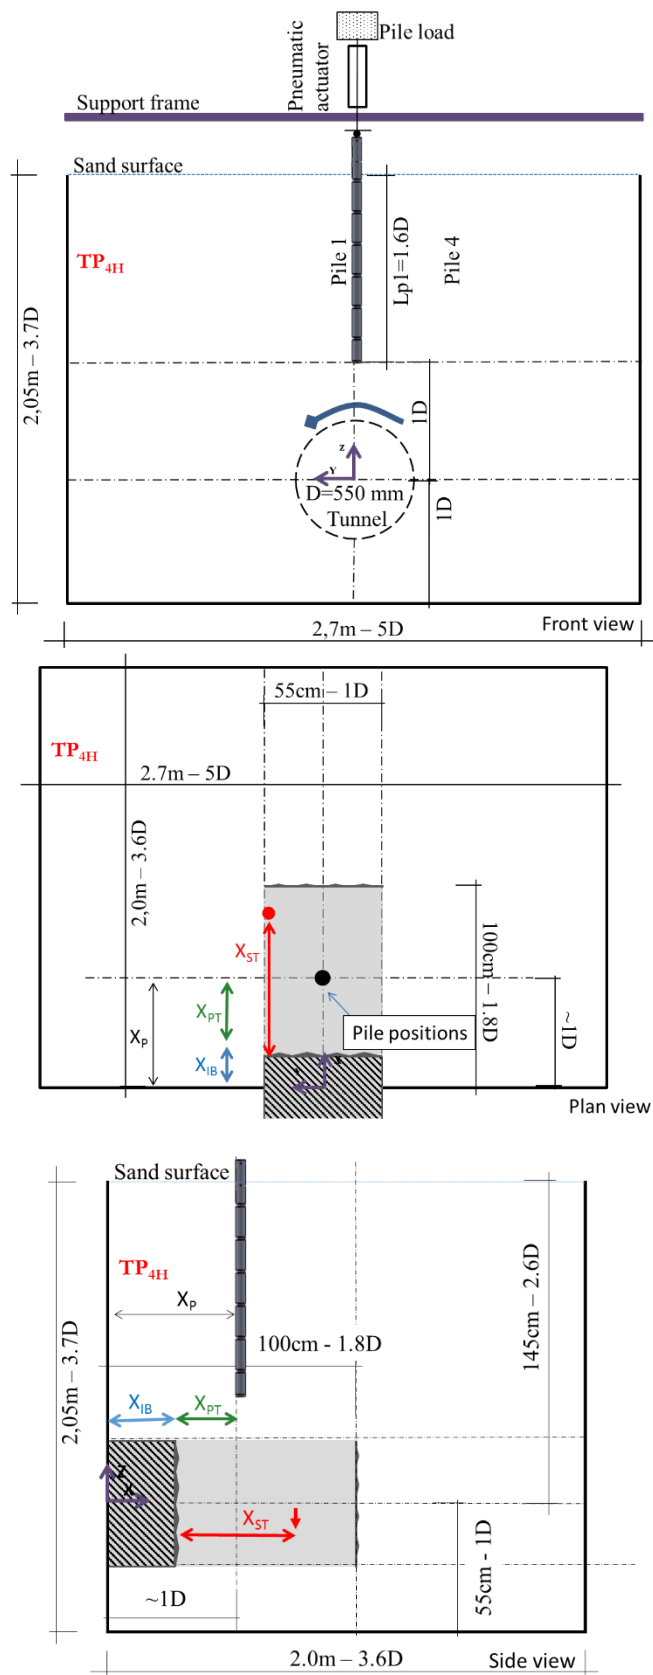 Pile load
Pneumatic
actuator
Support frame
Sand surface
TP4H
Pile 1
Lp1=1.6D
Pile 4
2,05m – 3.7D
1D
Z
Y
D=550 mm
Tunnel
1D
Front view
2,7m – 5D
55cm – 1D
TP4H
2.7m – 5D
2,0m – 3.6D
XST
100cm – 1.8D
XPT
XP
Pile positions
~1D
XIB
Plan view
Sand surface
TP4H
XP
145cm – 2.6D
100cm - 1.8D
2,05m – 3.7D
XIB
XPT
Z
X
XST
55cm - 1D
~1D
2.0m – 3.6D
Side view